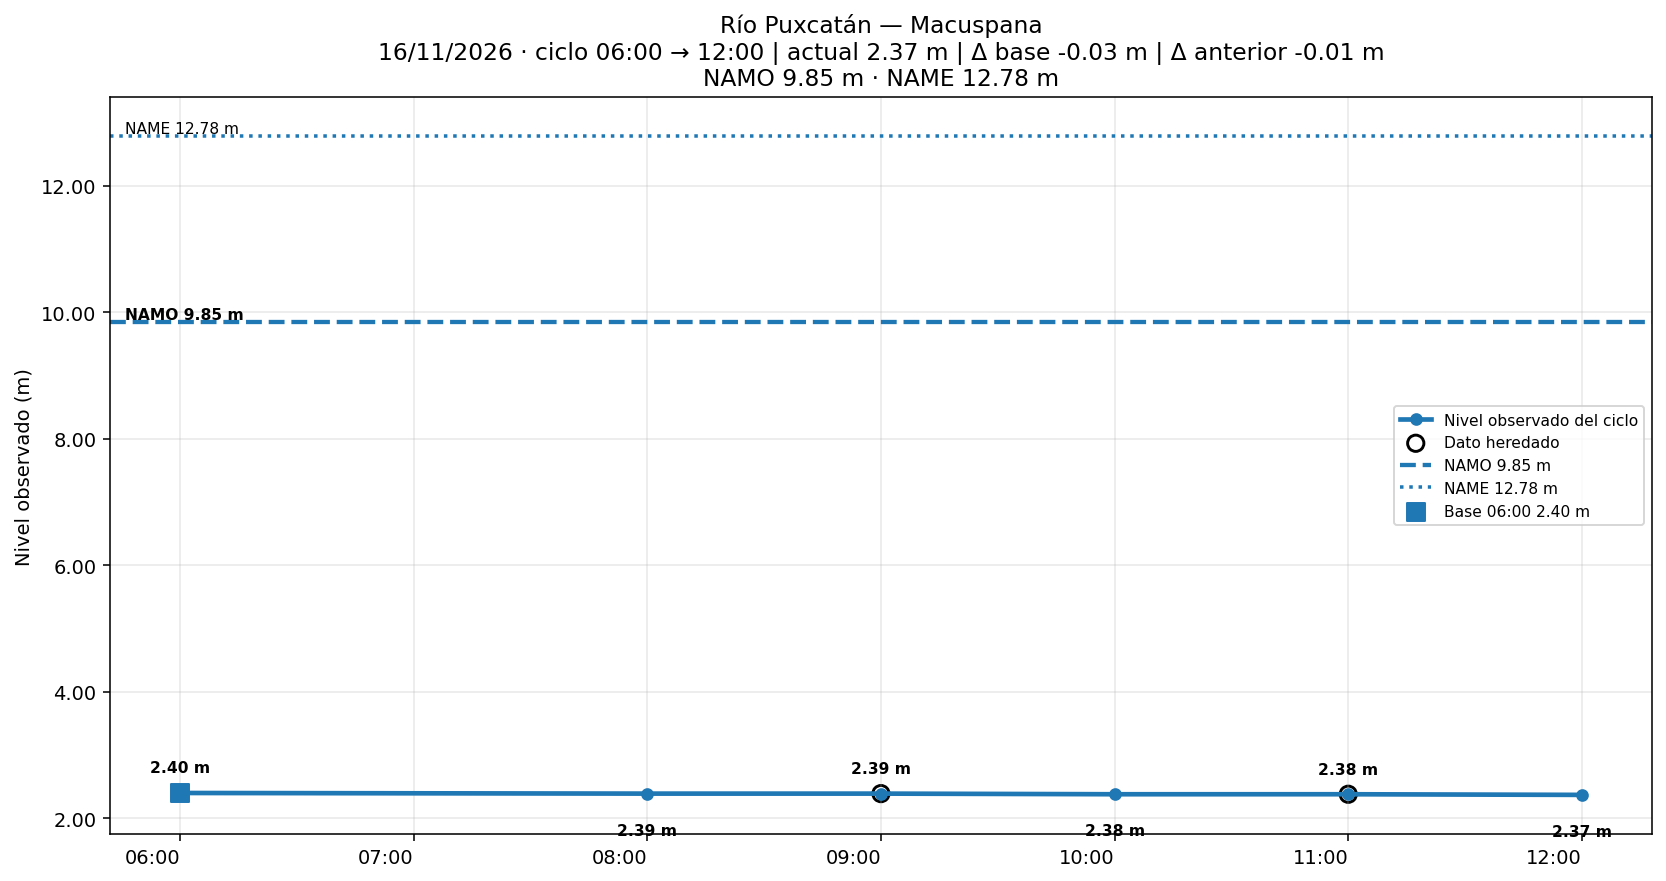 Río Puxcatán — Macuspana
16/11/2026 · ciclo 06:00 → 12:00 | actual 2.37 m | Δ base -0.03 m | Δ anterior -0.01 m
NAMO 9.85 m · NAME 12.78 m
NAME 12.78 m
12.00
NAMO 9.85 m
10.00
Nivel observado (m)
8.00
6.00
4.00
2.00
Nivel observado del ciclo
Dato heredado
NAMO 9.85 m
NAME 12.78 m
Base 06:00 2.40 m
2.40 m
2.39 m
2.39 m
2.38 m
2.38 m
2.37 m
06:00
07:00
08:00
09:00
10:00
11:00
12:00